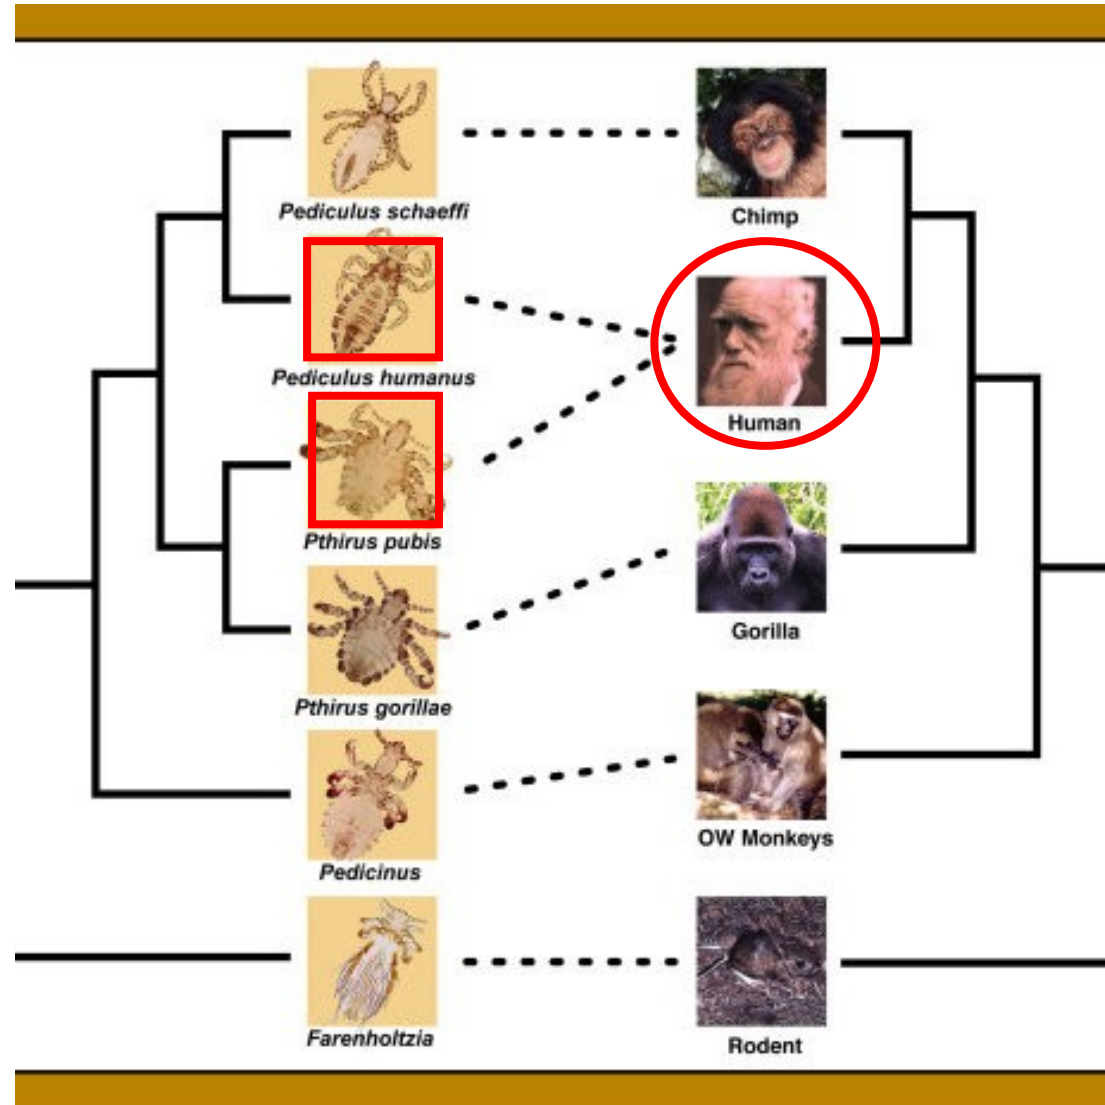 Pediculus schaeffi
Chimp
Pediculus humanus
Human
Pthirus pubis
Gorilla
Pthirus gorillae
OW Monkeys
Pedicinus
Farenholtzia
Rodent